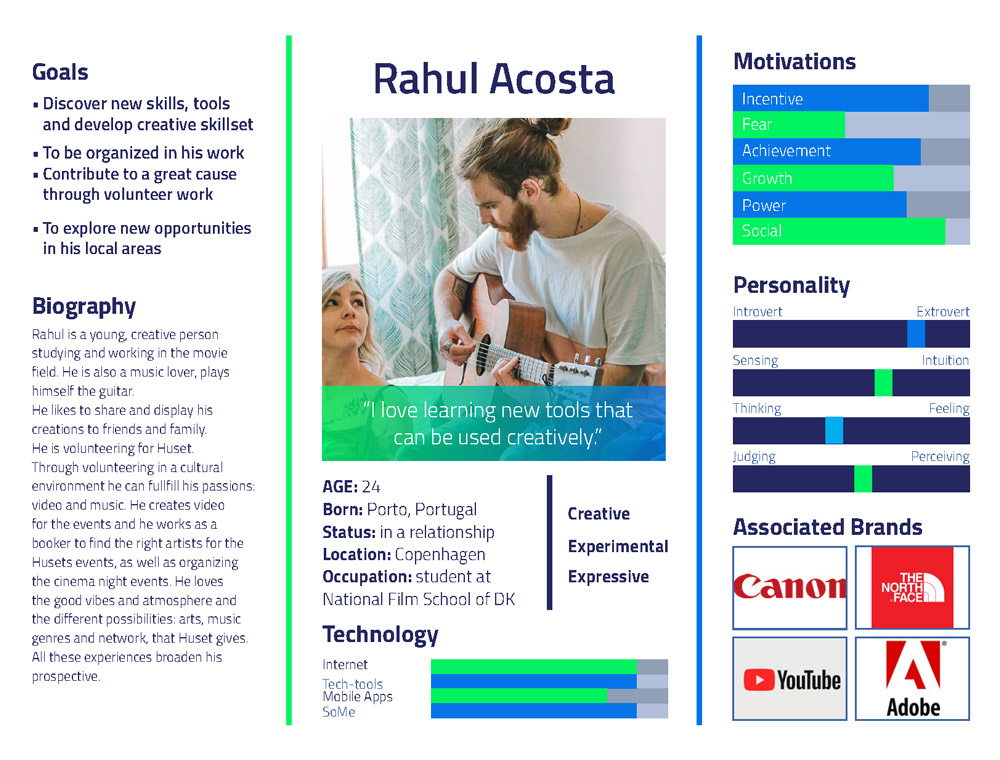 Goals
▪ Discover new skills, tools
and develop creative skillset
▪ To be organized in his work
▪ Contribute to a great cause
through volunteer work
▪ To explore new opportunities
in his local areas
Biography
Rahul is a young, creative person
studying and working in the movie
field. He is also a music lover, plays
himself the guitar.
He likes to share and display his
creations to friends and family.
He is volunteering for Huset.
Through volunteering in a cultural
environment he can fullfill his passions:
video and music. He creates video
for the events and he works as a
booker to find the right artists for the
Husets events, as well as organizing
the cinema night events. He loves
the good vibes and atmosphere and
the different possibilities: arts, music
genres and network, that Huset gives.
All these experiences broaden his
prospective.
Rahul Acosta
“I love learning new tools that
can be used creatively.”
AGE: 24
Born: Porto, Portugal
Status: in a relationship
Location: Copenhagen
Occupation: student at
National Film School of DK
Creative
Experimental
Expressive
Technology
Internet
Tech-tools
Mobile Apps
SoMe
Motivations
Incentive
Fear
Achievement
Growth
Power
Social
Personality
Introvert Extrovert
Sensing Intuition
Thinking Feeling
Judging Perceiving
Associated Brands
Canon
THE
NORTH
FACE
YouTube
Adobe